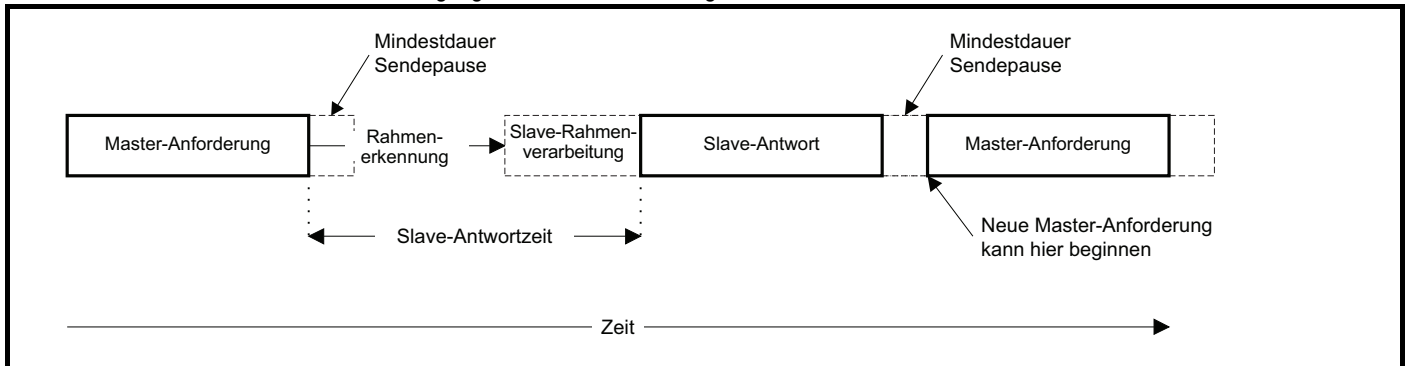 Mindestdauer
Sendepause
Mindestdauer
Sendepause
Master-Anforderung
Rahmen-
erkennung
Slave-Rahmen-
verarbeitung
Slave-Antwort
Master-Anforderung
Slave-Antwortzeit
Neue Master-Anforderung
kann hier beginnen
Zeit